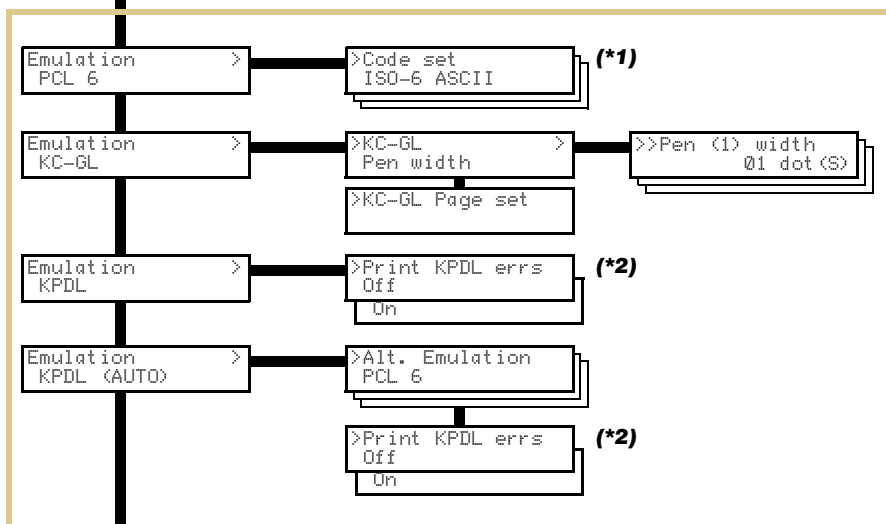 Emulation >
PCL 6
>Code set
ISO-6 ASCII
(*1)
Emulation >
KC-GL
>KC-GL >
Pen width
>>Pen (1) width
01 dot(S)
>KC-GL Page set
Emulation >
KPDL
>Print KPDL errs
Off
On
(*2)
Emulation >
KPDL (AUTO)
>Alt. Emulation
PCL 6
>Print KPDL errs
Off
On
(*2)